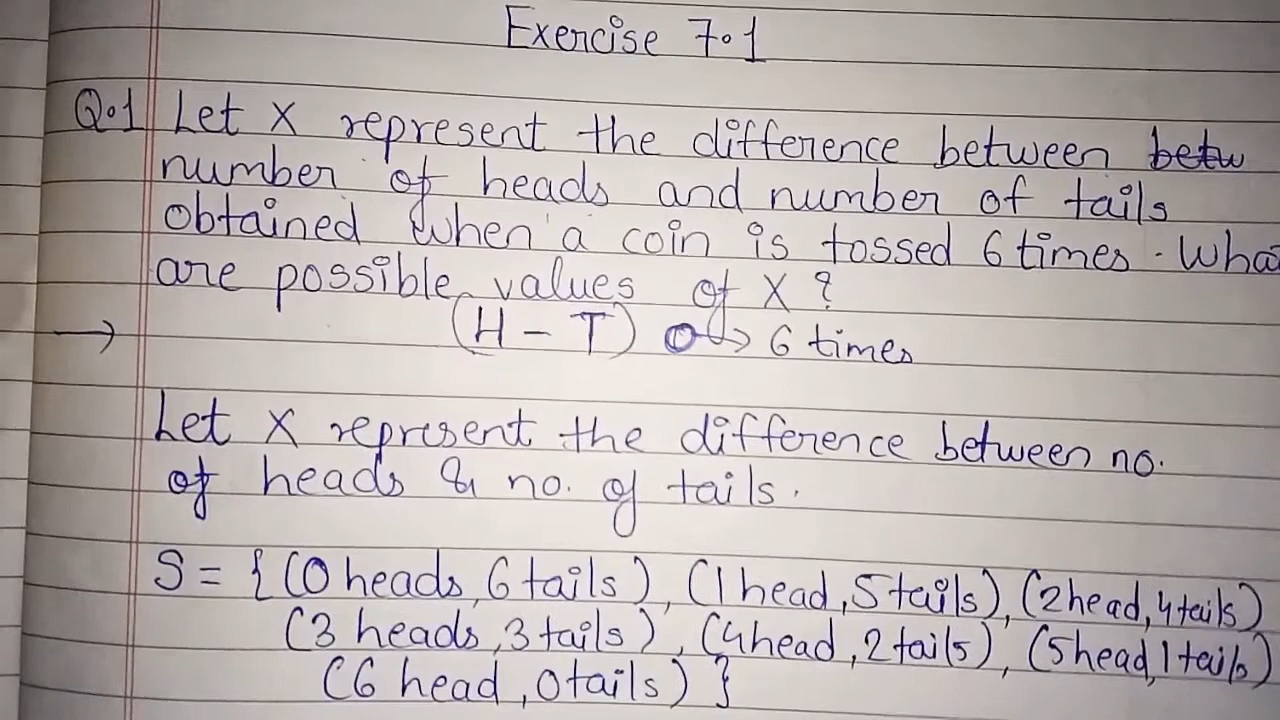 Exercise 7.1
Q.1 Let X represent the difference between betw
number of heads and number of tails
obtained when a coin is tossed 6 times. Wha
are possible values of X?
→ (H - T) ↳ 6 times
Let X represent the difference between no.
of heads & no. of tails.
S = {(0 heads, 6 tails), (1 head, 5 tails), (2 head, 4 tails)
(3 heads, 3 tails), (4 head, 2 tails), (5 head, 1 tails)
(6 head, 0 tails)}